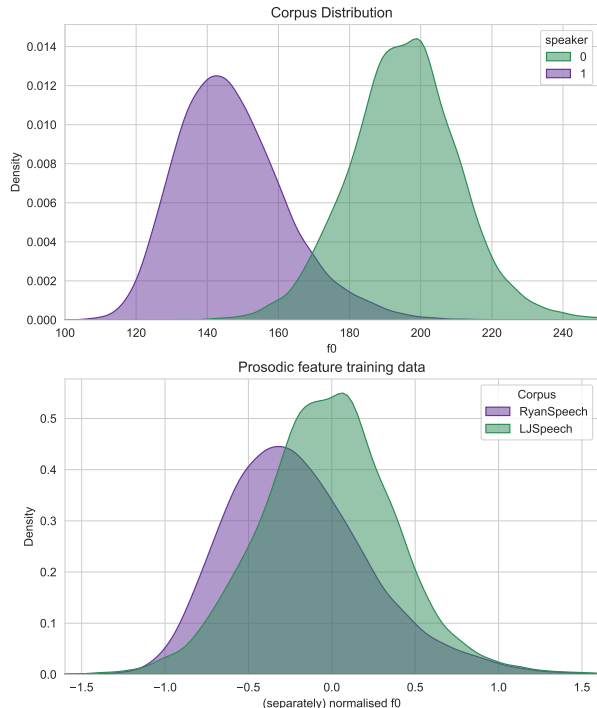 Corpus Distribution
speaker
0
1
0.014
0.012
0.010
0.008
0.006
0.004
0.002
0.000
Density
100 120 140 160 180 200 220 240
f0
Prosodic feature training data
Corpus
RyanSpeech
LJSpeech
0.5
0.4
0.3
0.2
0.1
0.0
Density
−1.5 −1.0 −0.5 0.0 0.5 1.0 1.5
(separately) normalised f0